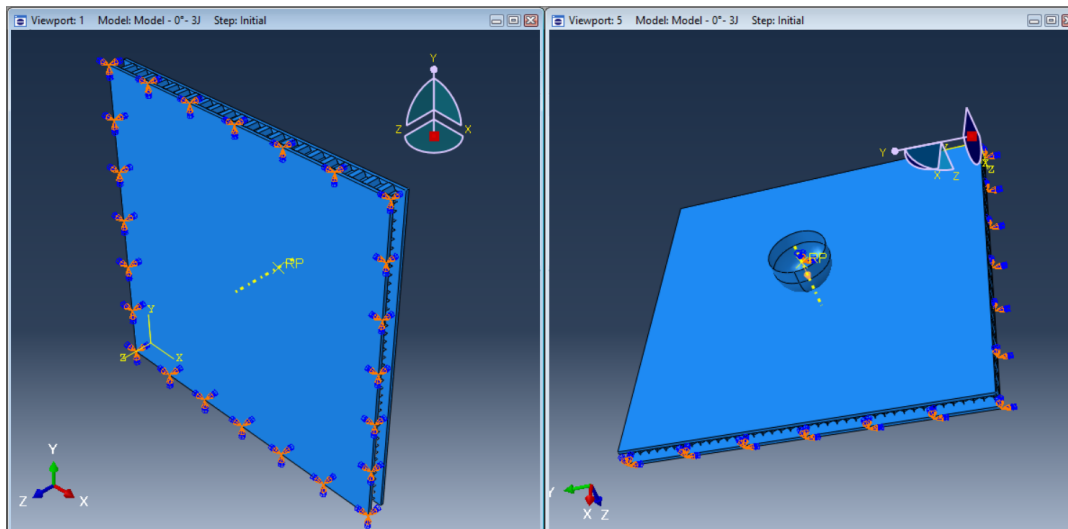 Viewport: 1 Model: Model - 0°- 3J Step: Initial
Y
Z X
RP
Y
Z X
Y
Z X
Viewport: 5 Model: Model - 0°- 3J Step: Initial
Y
X Z
X
Z
RP
Y
X Z